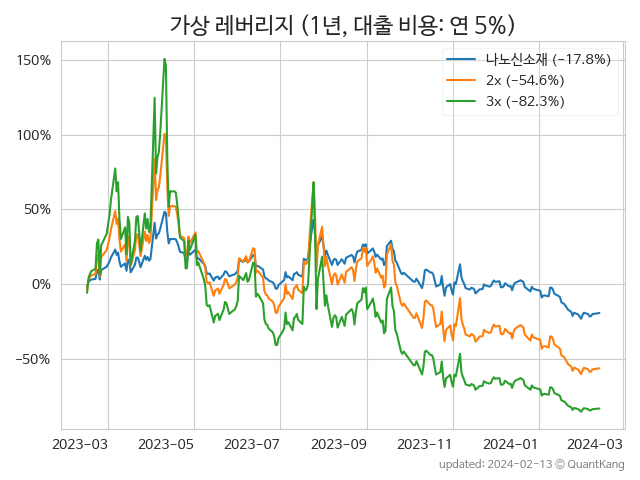 가상 레버리지 (1년, 대출 비용: 연 5%)
나노신소재 (−17.8%)
2x (−54.6%)
3x (−82.3%)
150%
100%
50%
0%
−50%
2023-03 2023-05 2023-07 2023-09 2023-11 2024-01 2024-03
updated: 2024-02-13 © QuantKang